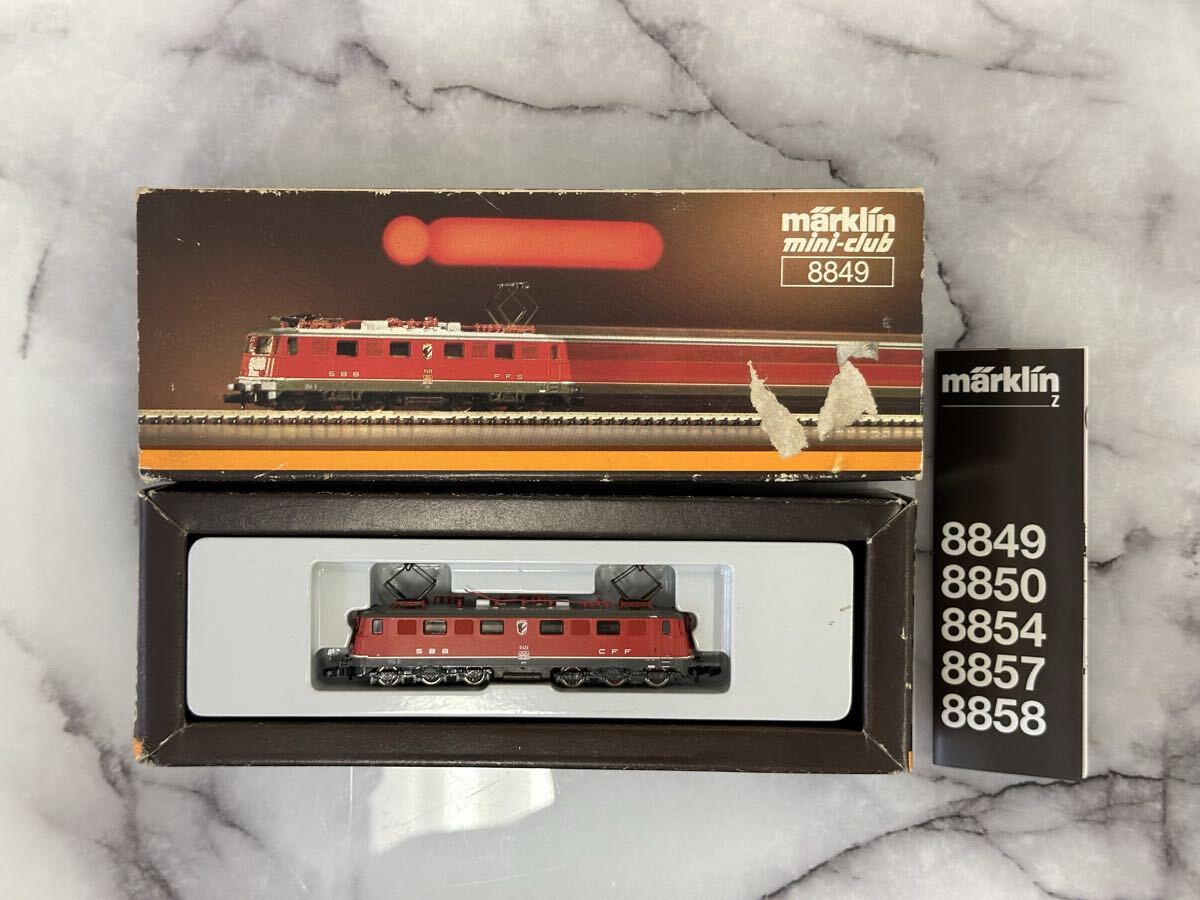 märklin
mini-club
8849
SBB FFS
SBB CFF
märklin
Z
8849
8850
8854
8857
8858